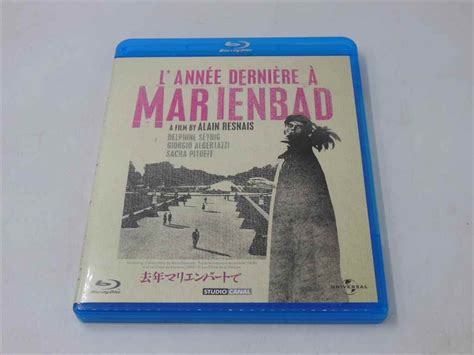 L'ANNÉE DERNIÈRE À
MARIENBAD
A FILM BY ALAIN RESNAIS
DELPHINE SEYRIG
GIORGIO ALBERTAZZI
SACHA PITOËFF
去年マリエンバートで
STUDIO CANAL
UNIVERSAL